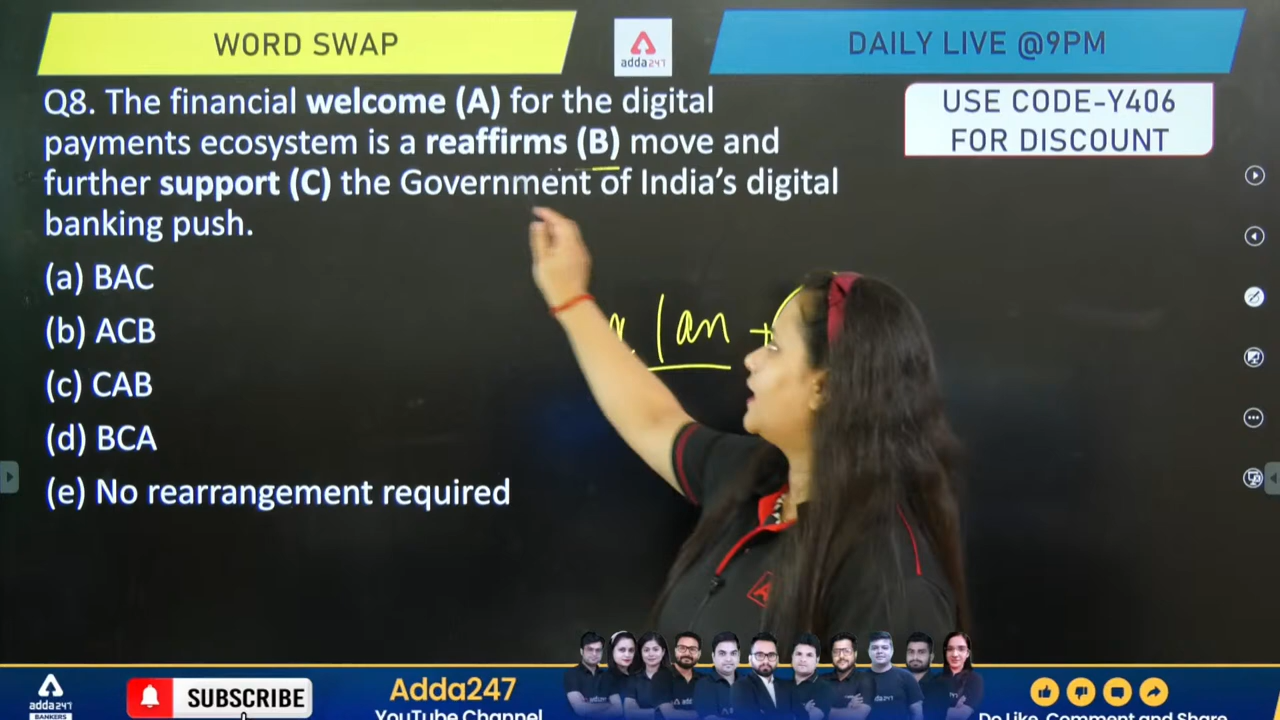 WORD SWAP
adda247
DAILY LIVE @9PM
Q8. The financial welcome (A) for the digital
payments ecosystem is a reaffirms (B) move and
further support (C) the Government of India's digital
banking push.
USE CODE-Y406
FOR DISCOUNT
(a) BAC
(b) ACB
(c) CAB
(d) BCA
(e) No rearrangement required
an +
adda247
BANKERS
SUBSCRIBE
Adda247
YouTube Channel
Do Like, Comment and Share